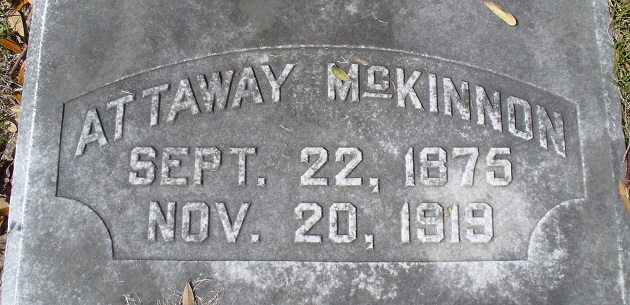 ATTAWAY McKINNON
SEPT. 22, 1875
NOV. 20, 1919